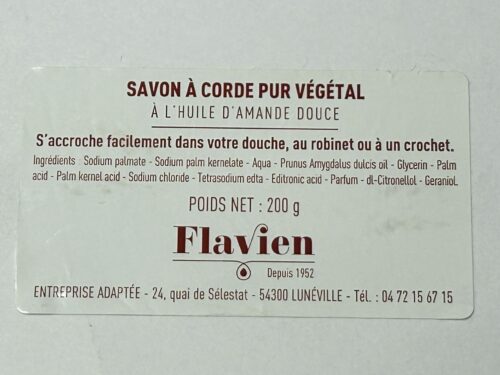 SAVON À CORDE PUR VÉGÉTAL
À L'HUILE D'AMANDE DOUCE
S'accroche facilement dans votre douche, au robinet ou à un crochet.
Ingrédients : Sodium palmate - Sodium palm kernelate - Aqua - Prunus Amygdalus dulcis oil - Glycerin - Palm
acid - Palm kernel acid - Sodium chloride - Tetrasodium edta - Editronic acid - Parfum - dl-Citronellol - Geraniol.
POIDS NET : 200 g
Flavien
Depuis 1952
ENTREPRISE ADAPTÉE - 24, quai de Sélestat - 54300 LUNÉVILLE - Tél. : 04 72 15 67 15